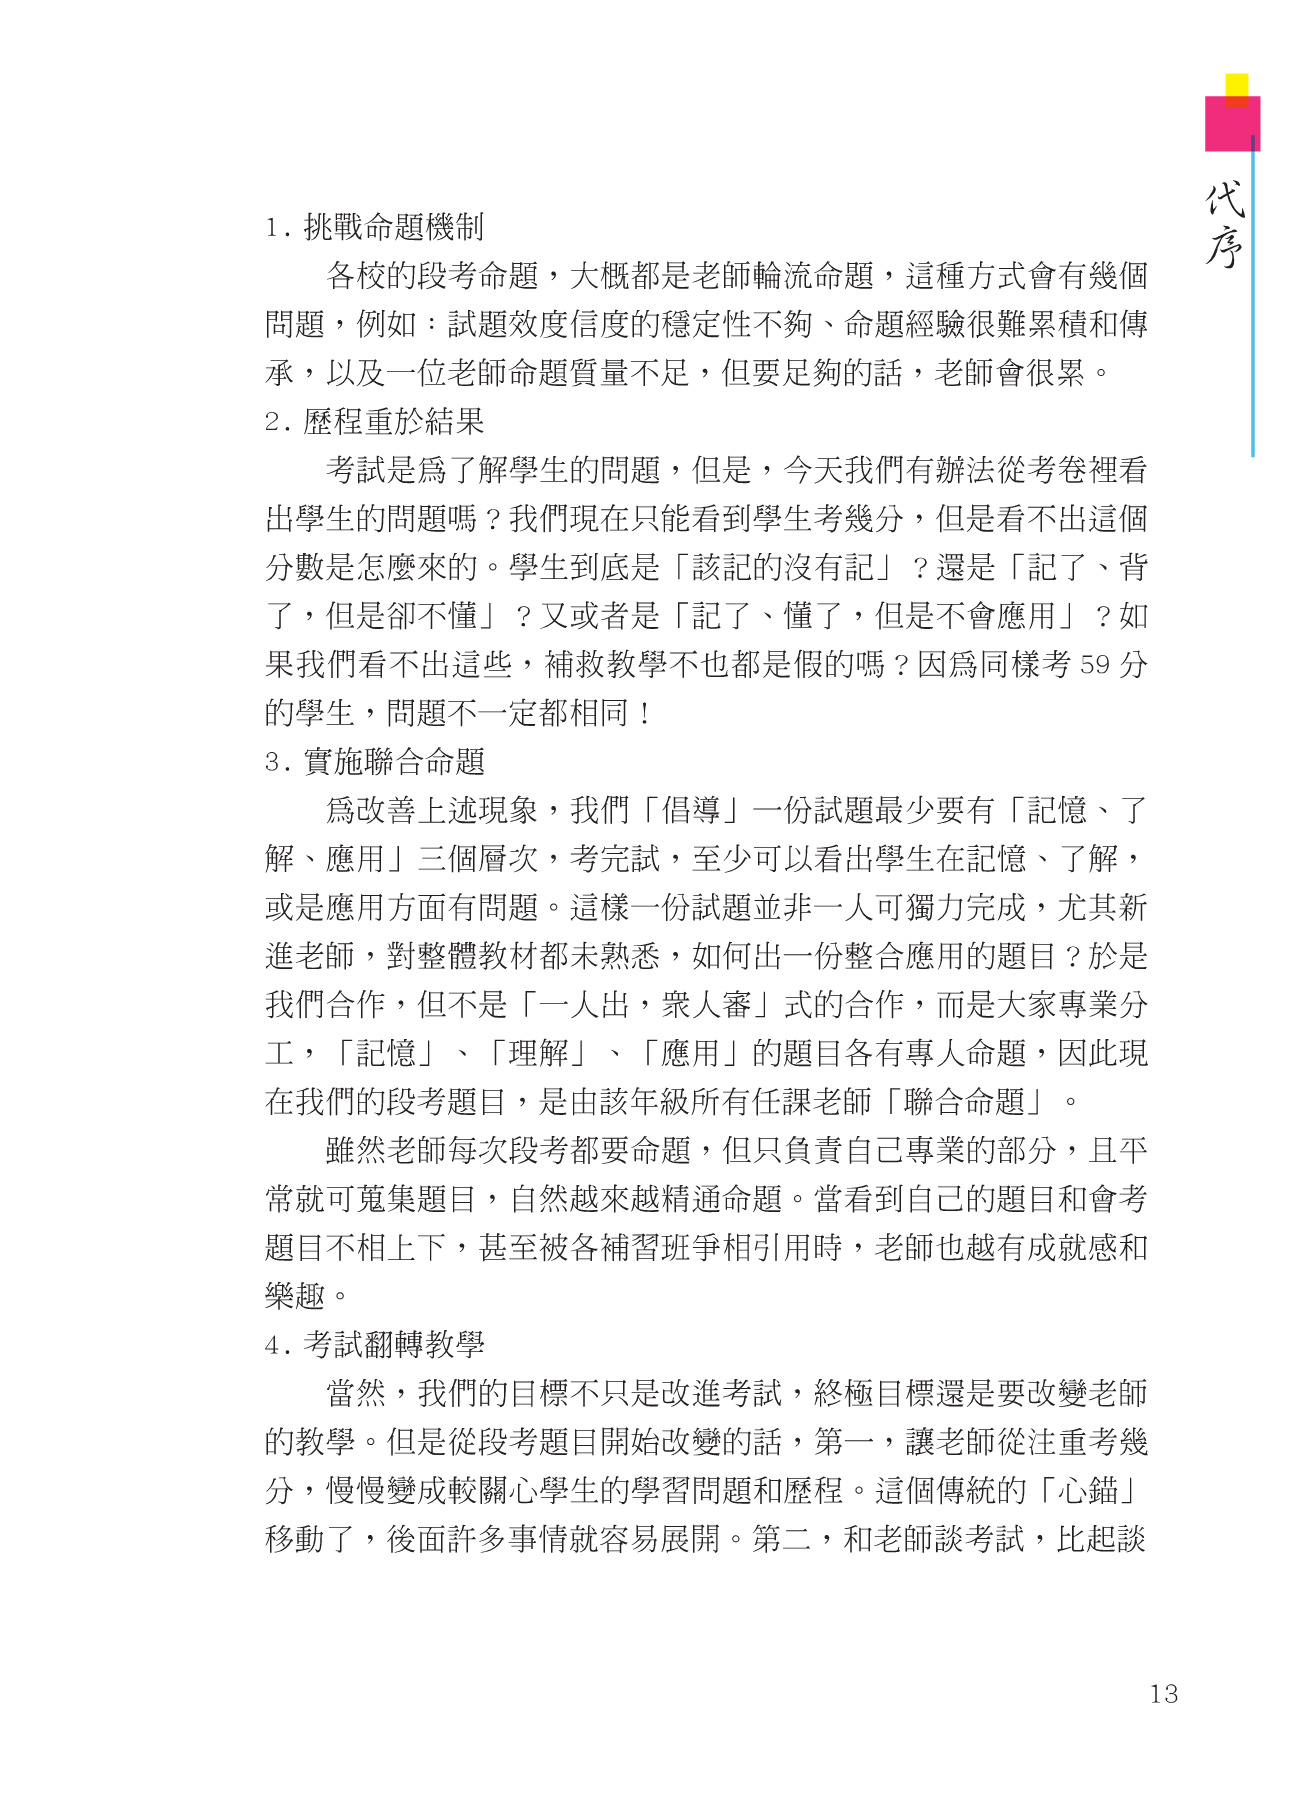 代序
1. 挑戰命題機制
各校的段考命題，大概都是老師輪流命題，這種方式會有幾個
問題，例如：試題效度信度的穩定性不夠、命題經驗很難累積和傳
承，以及一位老師命題質量不足，但要足夠的話，老師會很累。
2. 歷程重於結果
考試是為了解學生的問題，但是，今天我們有辦法從考卷裡看
出學生的問題嗎？我們現在只能看到學生考幾分，但是看不出這個
分數是怎麼來的。學生到底是「該記的沒有記」？還是「記了、背
了，但是卻不懂」？又或者是「記了、懂了，但是不會應用」？如
果我們看不出這些，補救教學不也都是假的嗎？因為同樣考 59 分
的學生，問題不一定都相同！
3. 實施聯合命題
為改善上述現象，我們「倡導」一份試題最少要有「記憶、了
解、應用」三個層次，考完試，至少可以看出學生在記憶、了解，
或是應用方面有問題。這樣一份試題並非一人可獨力完成，尤其新
進老師，對整體教材都未熟悉，如何出一份整合應用的題目？於是
我們合作，但不是「一人出，眾人審」式的合作，而是大家專業分
工，「記憶」、「理解」、「應用」的題目各有專人命題，因此現
在我們的段考題目，是由該年級所有任課老師「聯合命題」。
雖然老師每次段考都要命題，但只負責自己專業的部分，且平
常就可蒐集題目，自然越來越精通命題。當看到自己的題目和會考
題目不相上下，甚至被各補習班爭相引用時，老師也越有成就感和
樂趣。
4. 考試翻轉教學
當然，我們的目標不只是改進考試，終極目標還是要改變老師
的教學。但是從段考題目開始改變的話，第一，讓老師從注重考幾
分，慢慢變成較關心學生的學習問題和歷程。這個傳統的「心錨」
移動了，後面許多事情就容易展開。第二，和老師談考試，比起談
13